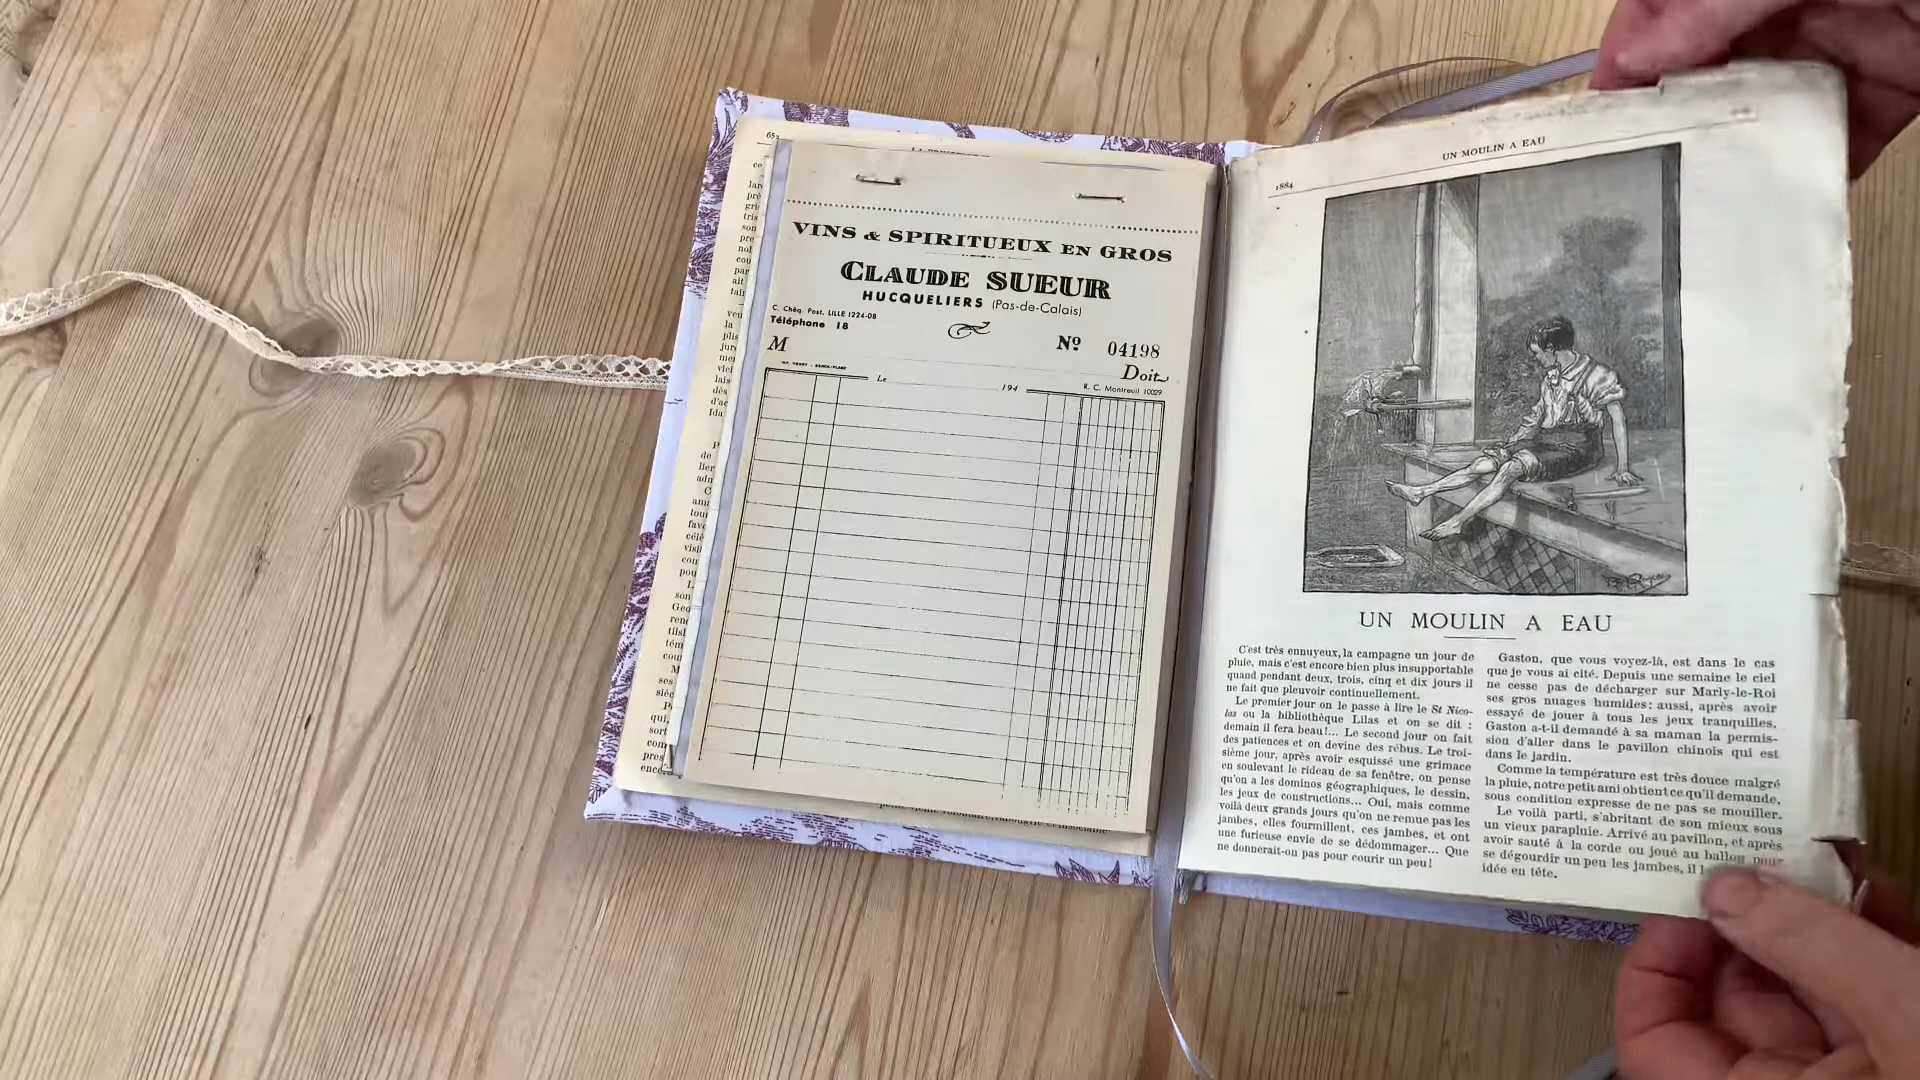 VINS & SPIRITUEUX EN GROS
CLAUDE SUEUR
HUCQUELIERS (Pas-de-Calais)
C. Chèq. Post. LILLE 1224-08
Téléphone 18
M
Nº 04198
Doit
Le 194
R. C. Montreuil 10029
1884
UN MOULIN A EAU
UN MOULIN A EAU
C'est très ennuyeux, la campagne un jour de
pluie, mais c'est encore bien plus insupportable
quand pendant deux, trois, cinq et dix jours il
ne fait que pleuvoir continuellement.
Le premier jour on le passe à lire le St Nico-
las ou la bibliothèque Lilas et on se dit :
demain il fera beau!... Le second jour on fait
des patiences et on devine des rébus. Le troi-
sième jour, après avoir esquissé une grimace
en soulevant le rideau de sa fenêtre, on pense
qu'on a les dominos géographiques, le dessin,
les jeux de constructions... Oui, mais comme
voilà deux grands jours qu'on ne remue pas les
jambes, elles fourmillent, ces jambes, et ont
une furieuse envie de se dédommager... Que
ne donnerait-on pas pour courir un peu!
Gaston, que vous voyez-là, est dans le cas
que je vous ai cité. Depuis une semaine le ciel
ne cesse pas de décharger sur Marly-le-Roi
ses gros nuages humides; aussi, après avoir
essayé de jouer à tous les jeux tranquilles,
Gaston a-t-il demandé à sa maman la permis-
sion d'aller dans le pavillon chinois qui est
dans le jardin.
Comme la température est très douce malgré
la pluie, notre petit ami obtient ce qu'il demande,
sous condition expresse de ne pas se mouiller.
Le voilà parti, s'abritant de son mieux sous
un vieux parapluie. Arrivé au pavillon, et après
avoir sauté à la corde ou joué au ballon pour
se dégourdir un peu les jambes, il
idée en tête.